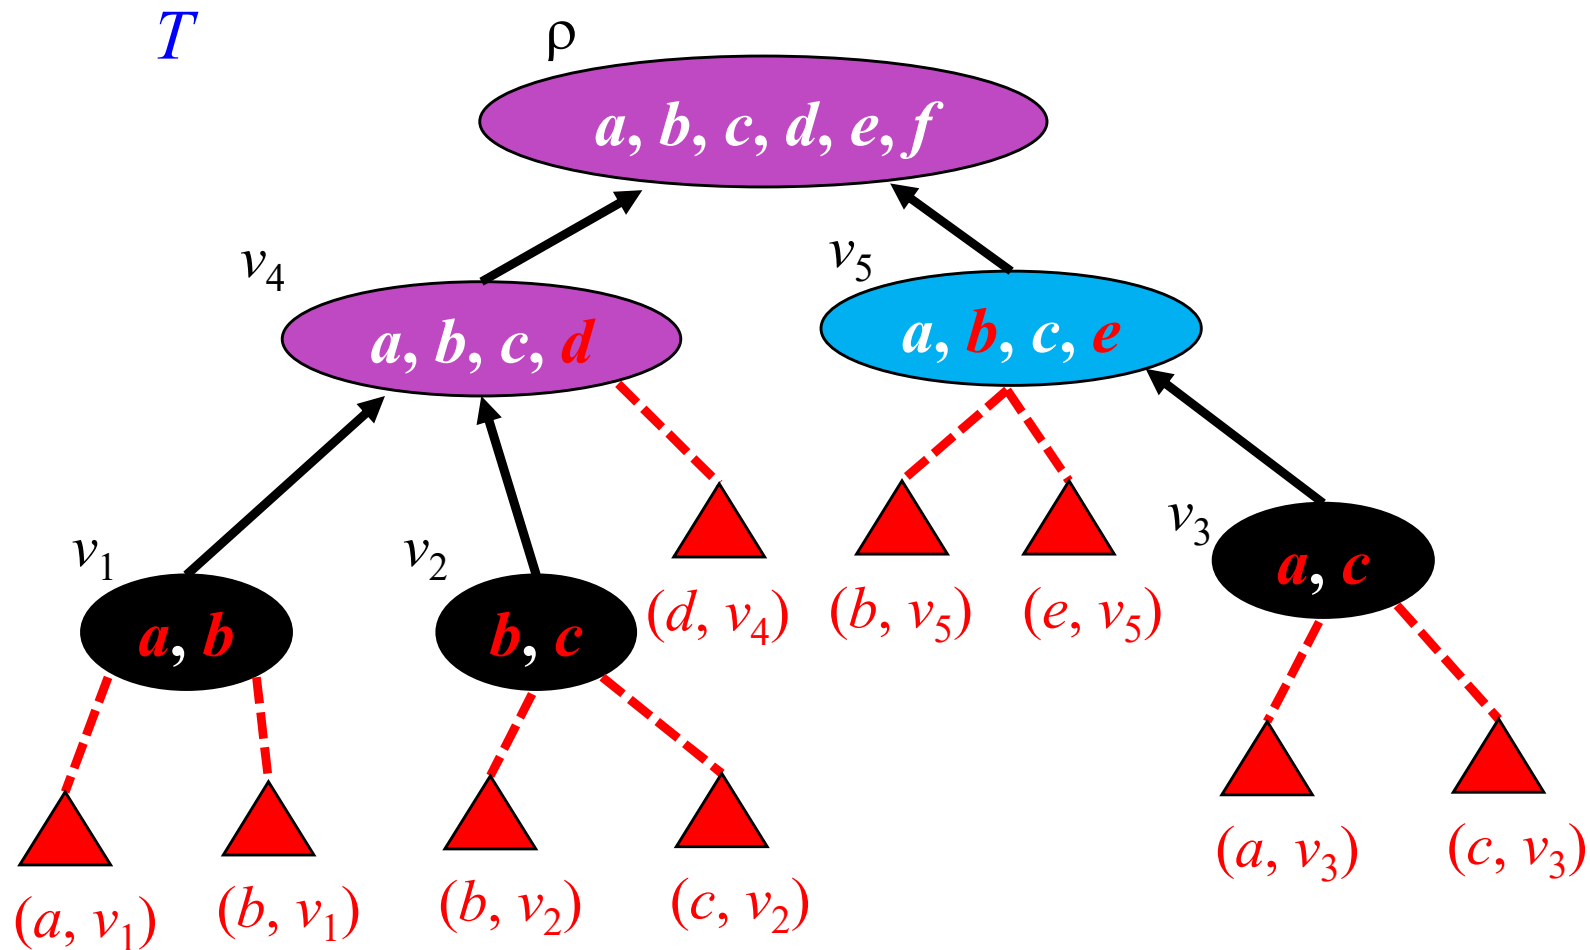 T
ρ
a, b, c, d, e, f
v4
v5
a, b, c, d
a, b, c, e
v1
v2
v3
a, b
b, c
a, c
(d, v4)
(b, v5)
(e, v5)
(a, v1)
(b, v1)
(b, v2)
(c, v2)
(a, v3)
(c, v3)